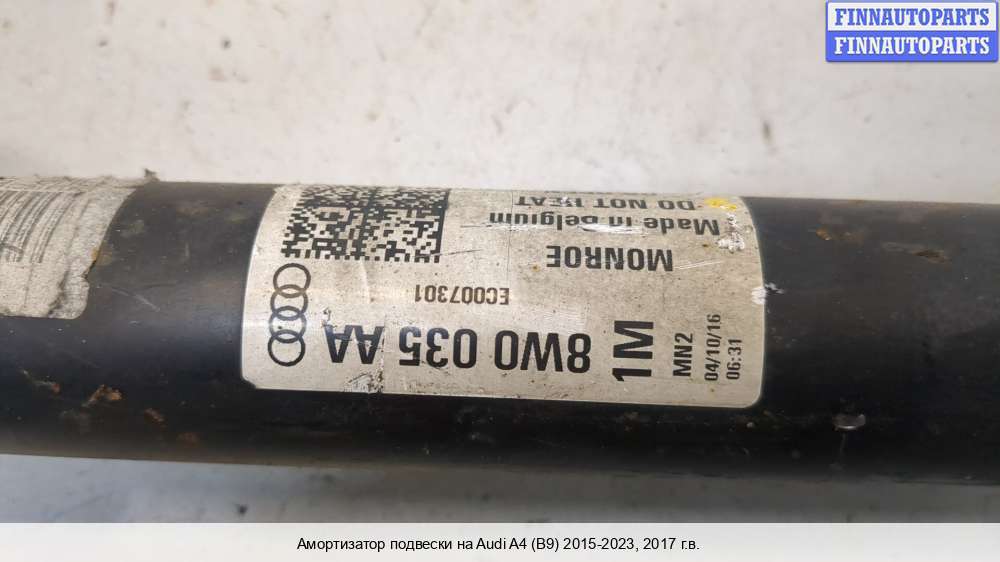 FINNAUTOPARTS
FINNAUTOPARTS
DO NOT HEAT
Made in Belgium
MONROE
EC007301
8W0 035 AA
1M
MN2
04/10/16
06:31
Амортизатор подвески на Audi A4 (B9) 2015-2023, 2017 г.в.